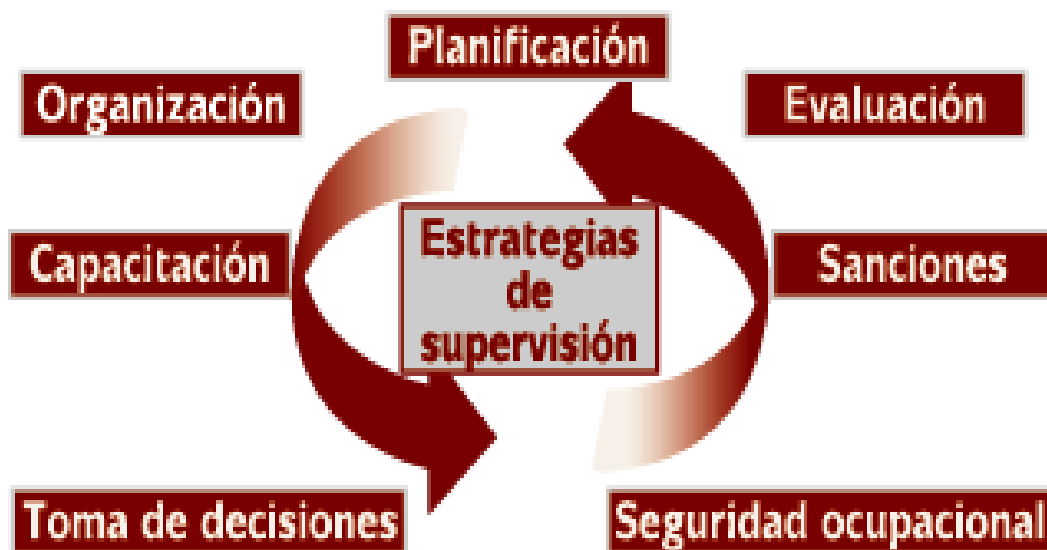 Planificación
Organización
Evaluación
Capacitación
Estrategias
de
supervisión
Sanciones
Toma de decisiones
Seguridad ocupacional